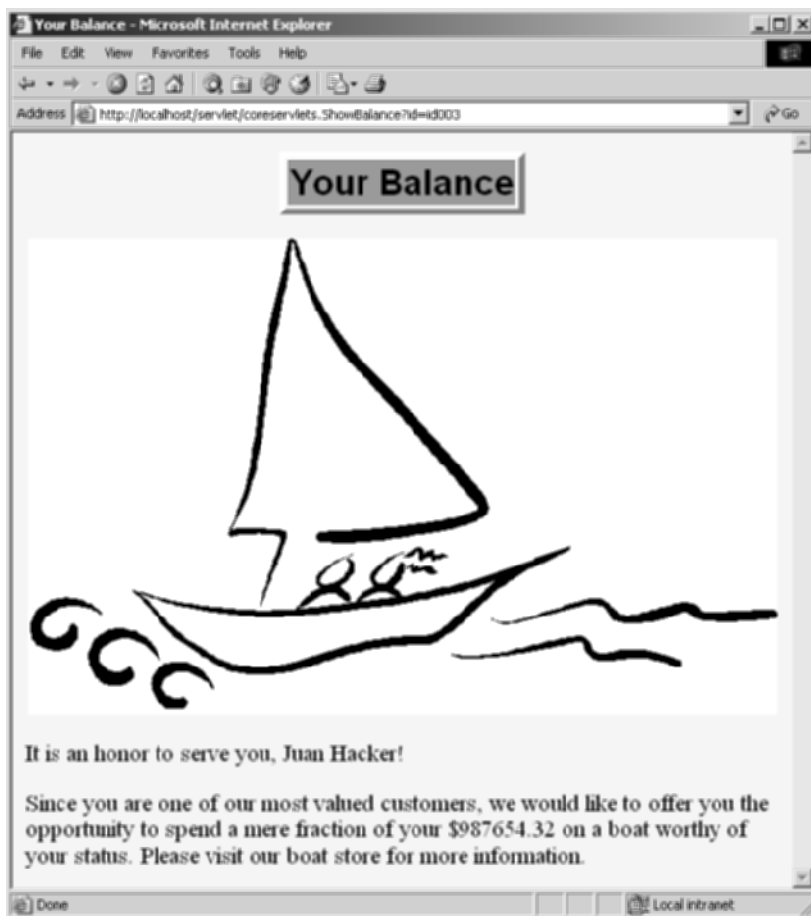 Your Balance - Microsoft Internet Explorer
File Edit View Favorites Tools Help
Address http://localhost/servlet/coreservlets.ShowBalance?id=id003 Go
Your Balance
It is an honor to serve you, Juan Hacker!
Since you are one of our most valued customers, we would like to offer you the
opportunity to spend a mere fraction of your $987654.32 on a boat worthy of
your status. Please visit our boat store for more information.
Done Local intranet